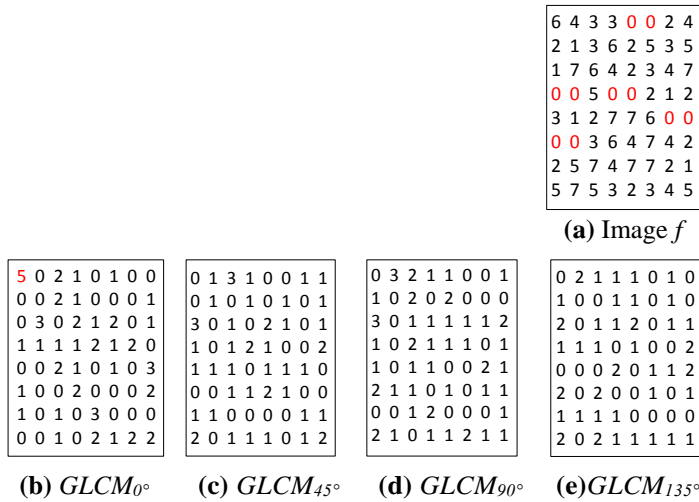 6 4 3 3 0 0 2 4
2 1 3 6 2 5 3 5
1 7 6 4 2 3 4 7
0 0 5 0 0 2 1 2
3 1 2 7 7 6 0 0
0 0 3 6 4 7 4 2
2 5 7 4 7 7 2 1
5 7 5 3 2 3 4 5
(a) Image f
5 0 2 1 0 1 0 0
0 0 2 1 0 0 0 1
0 3 0 2 1 2 0 1
1 1 1 1 2 1 2 0
0 0 2 1 0 1 0 3
1 0 0 2 0 0 0 2
1 0 1 0 3 0 0 0
0 0 1 0 2 1 2 2
(b) GLCM0°
0 1 3 1 0 0 1 1
0 1 0 1 0 1 0 1
3 0 1 0 2 1 0 1
1 0 1 2 1 0 0 2
1 1 1 0 1 1 1 0
0 0 1 1 2 1 0 0
1 1 0 0 0 0 1 1
2 0 1 1 1 0 1 2
(c) GLCM45°
0 3 2 1 1 0 0 1
1 0 2 0 2 0 0 0
3 0 1 1 1 1 1 2
1 0 2 1 1 1 0 1
1 0 1 1 0 0 2 1
2 1 1 0 1 0 1 1
0 0 1 2 0 0 0 1
2 1 0 1 1 2 1 1
(d) GLCM90°
0 2 1 1 1 0 1 0
1 0 0 1 1 0 1 0
2 0 1 1 2 0 1 1
1 1 1 0 1 0 0 2
0 0 0 2 0 1 1 2
2 0 2 0 0 1 0 1
1 1 1 1 0 0 0 0
2 0 2 1 1 1 1 1
(e)GLCM135°